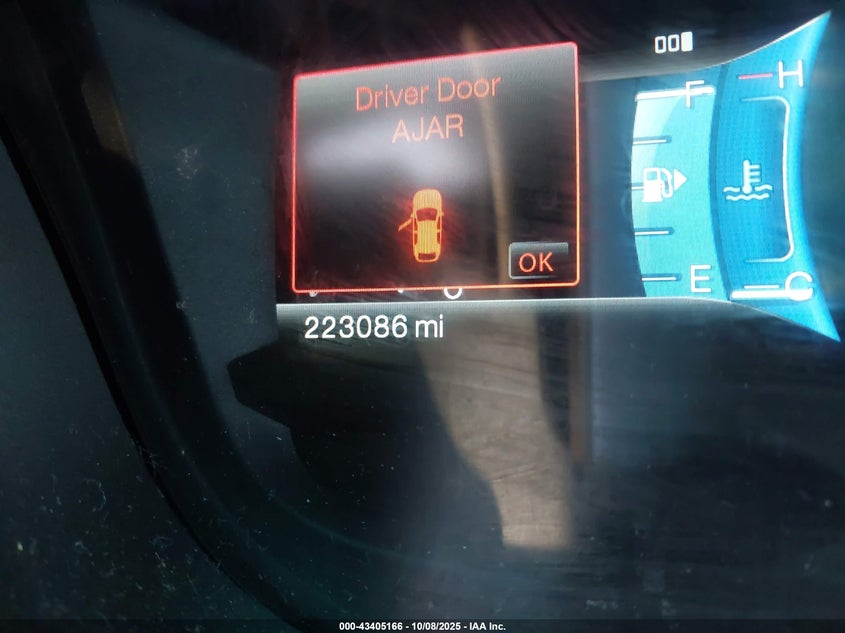 Driver Door
AJAR
OK
F
E
H
C
223086 mi
000-43405166 - 10/08/2025 - IAA Inc.